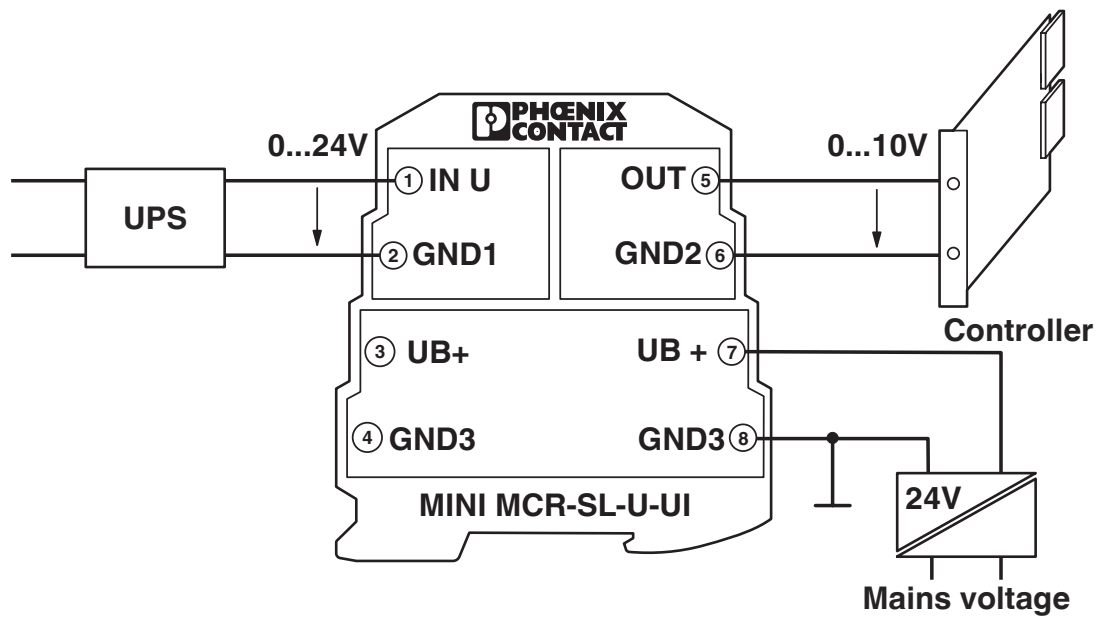 PHŒNIX
CONTACT
0...24V
0...10V
1 IN U
OUT 5
UPS
2 GND1
GND2 6
Controller
3 UB+
UB + 7
4 GND3
GND3 8
24V
MINI MCR-SL-U-UI
Mains voltage